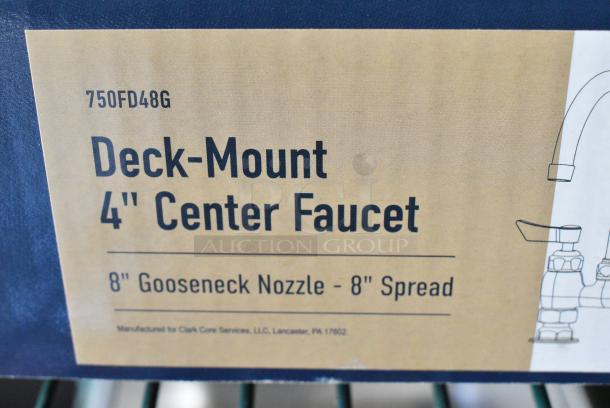 750FD48G
Deck-Mount
4" Center Faucet
AUCTION GROUP
8" Gooseneck Nozzle - 8" Spread
Manufactured for Clark Core Services, LLC, Lancaster, PA 17602